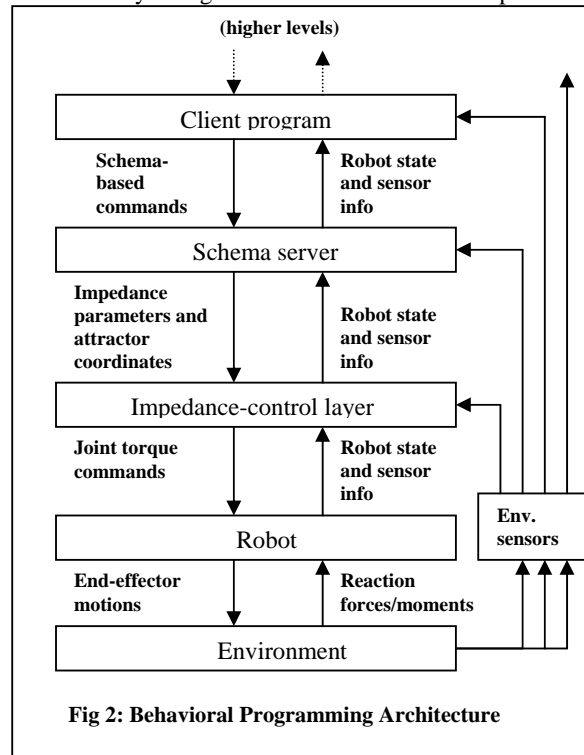 (higher levels)
Client program
Schema-
based
commands
Robot state
and sensor
info
Schema server
Impedance
parameters and
attractor
coordinates
Robot state
and sensor
info
Impedance-control layer
Joint torque
commands
Robot state
and sensor
info
Env.
sensors
Robot
End-effector
motions
Reaction
forces/moments
Environment
Fig 2: Behavioral Programming Architecture